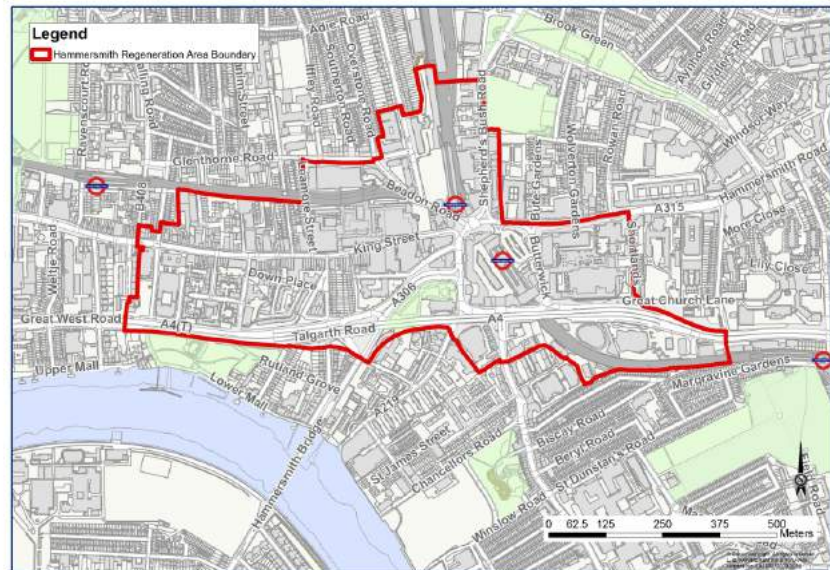 Legend
Hammersmith Regeneration Area Boundary
Adie Road
Brook Green
Overstone Road
Southerton Road
Iffley Road
Ravenscourt
Shepherd's Bush Road
Rowan Road
Windsor Way
Hammersmith Road
Glenthorne Road
Bute Gardens
Wolverton Gardens
B408
Beadon Road
A315
Street
King Street
Butterwick
Weltje Road
Down Place
Great West Road
A4(T)
Talgarth Road
A306
A4
Great Church Lane
Lily Close
Upper Mall
Lower Mall
Rutland Grove
A219
Margravine Gardens
Hammersmith Bridge
St James Street
Chancellors Road
Biscay Road
Beryl Road
St Dunstan's Road
Winslow Road
Road
0 62.5 125 250 375 500
Meters